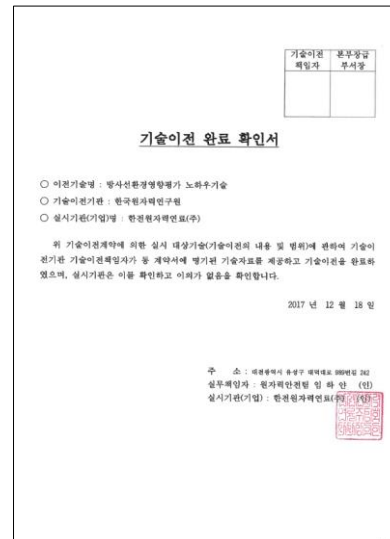 기술이전 책임자
본부장급 부서장
기술이전 완료 확인서
○ 이전기술명 : 방사선환경영향평가 노하우기술
○ 기술이전기관 : 한국원자력연구원
○ 실시기관(기업)명 : 한전원자력연료(주)
위 기술이전계약에 의한 실시 대상기술(기술이전의 내용 및 범위)에 관하여 기술이
전기관 기술이전책임자가 동 계약서에 명기된 기술자료를 제공하고 기술이전을 완료하
였으며, 실시기관은 이를 확인하고 이의가 없음을 확인합니다.
2017 년 12 월 18 일
주 소 : 대전광역시 유성구 대덕대로 989번길 242
실무책임자 : 원자력안전팀 임 하 안 (인)
실시기관(기업) : 한전원자력연료(주) (인)